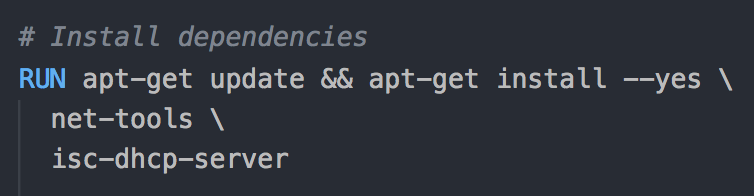 # Install dependencies
RUN apt-get update && apt-get install --yes \
net-tools \
isc-dhcp-server